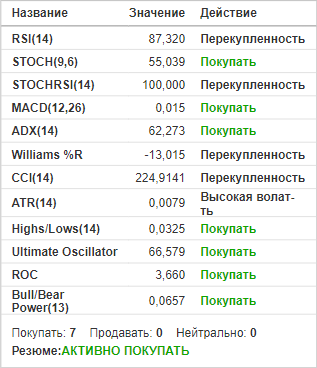 Название Значение Действие
RSI(14) 87,320 Перекупленность
STOCH(9,6) 55,039 Покупать
STOCHRSI(14) 100,000 Перекупленность
MACD(12,26) 0,015 Покупать
ADX(14) 62,273 Покупать
Williams %R -13,015 Перекупленность
CCI(14) 224,9141 Перекупленность
ATR(14) 0,0079 Высокая волат-
ть
Highs/Lows(14) 0,0325 Покупать
Ultimate Oscillator 66,579 Покупать
ROC 3,660 Покупать
Bull/Bear
Power(13) 0,0657 Покупать
Покупать: 7 Продавать: 0 Нейтрально: 0
Резюме:АКТИВНО ПОКУПАТЬ